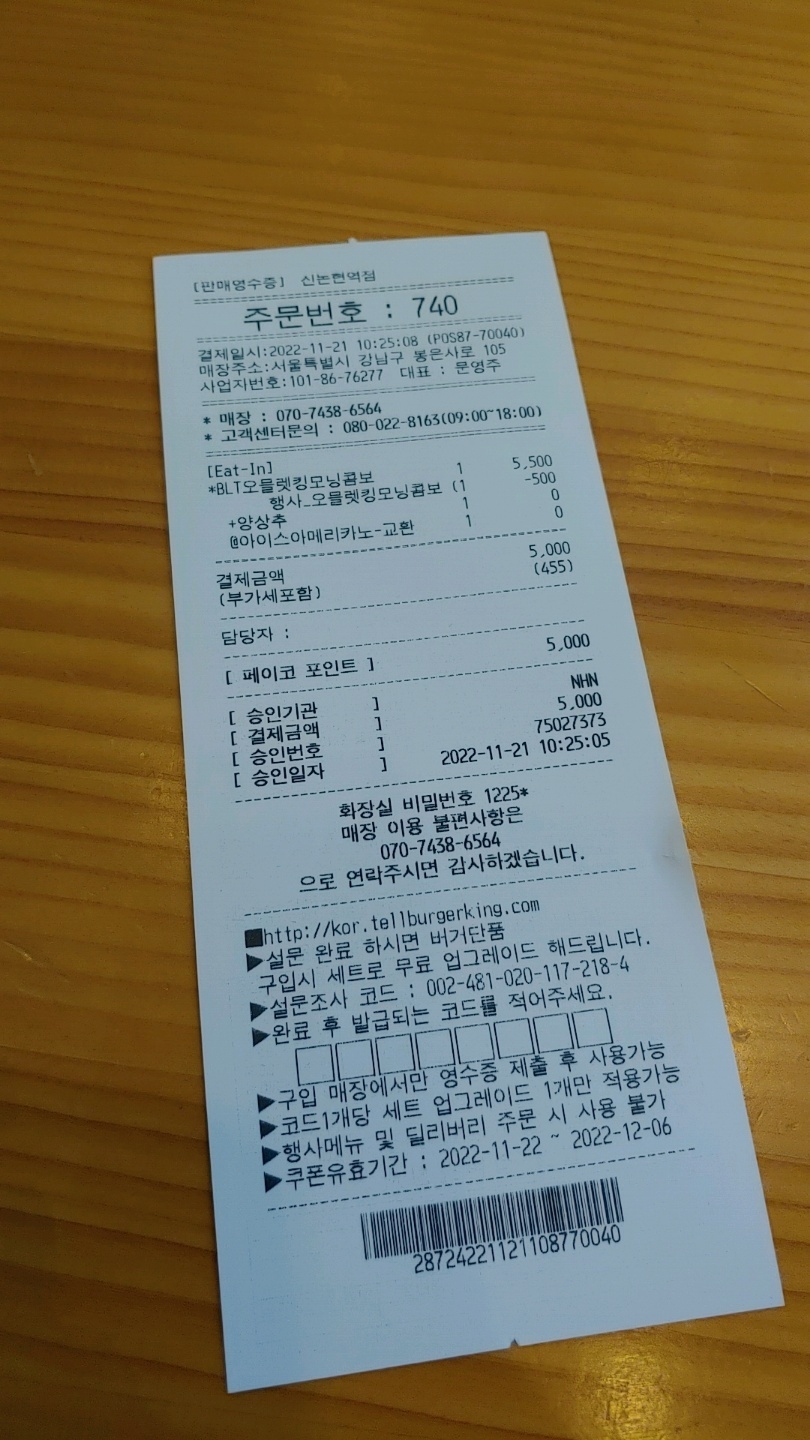 [판매영수증] 신논현역점
주문번호 : 740
결제일시:2022-11-21 10:25:08 (POS87-70040)
매장주소:서울특별시 강남구 봉은사로 105
사업자번호:101-86-76277 대표 : 문영주
* 매장 : 070-7438-6564
* 고객센터문의 : 080-022-8163(09:00~18:00)
[Eat-In]
*BLT오믈렛킹모닝콤보 1 5,500
행사_오믈렛킹모닝콤보 (1 -500
+양상추 1 0
@아이스아메리카노-교환 1 0
결제금액 5,000
(부가세포함) (455)
담당자 :
[ 페이코 포인트 ] 5,000
[ 승인기관 ] NHN
[ 결제금액 ] 5,000
[ 승인번호 ] 75027373
[ 승인일자 ] 2022-11-21 10:25:05
화장실 비밀번호 1225*
매장 이용 불편사항은
070-7438-6564
으로 연락주시면 감사하겠습니다.
■http://kor.tellburgerking.com
▶설문 완료 하시면 버거단품
구입시 세트로 무료 업그레이드 해드립니다.
▶설문조사 코드 : 002-481-020-117-218-4
▶완료 후 발급되는 코드를 적어주세요.
▶구입 매장에서만 영수증 제출 후 사용가능
▶코드1개당 세트 업그레이드 1개만 적용가능
▶행사메뉴 및 딜리버리 주문 시 사용 불가
▶쿠폰유효기간 : 2022-11-22 ~ 2022-12-06
28724221121108770040